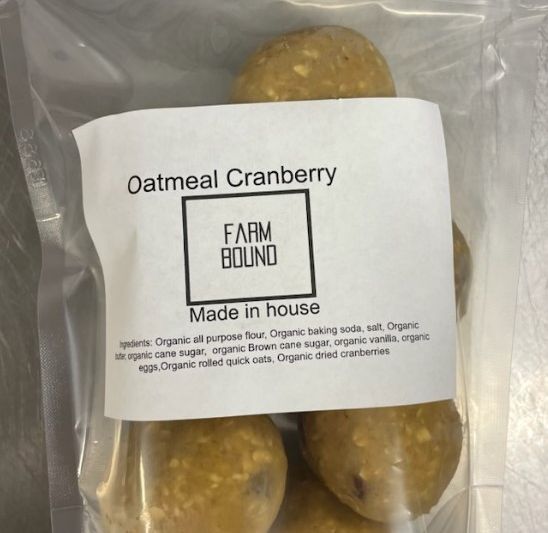 Oatmeal Cranberry
FARM
BOUND
Made in house
Ingredients: Organic all purpose flour, Organic baking soda, salt, Organic
butter, organic cane sugar, organic Brown cane sugar, organic vanilla, organic
eggs,Organic rolled quick oats, Organic dried cranberries